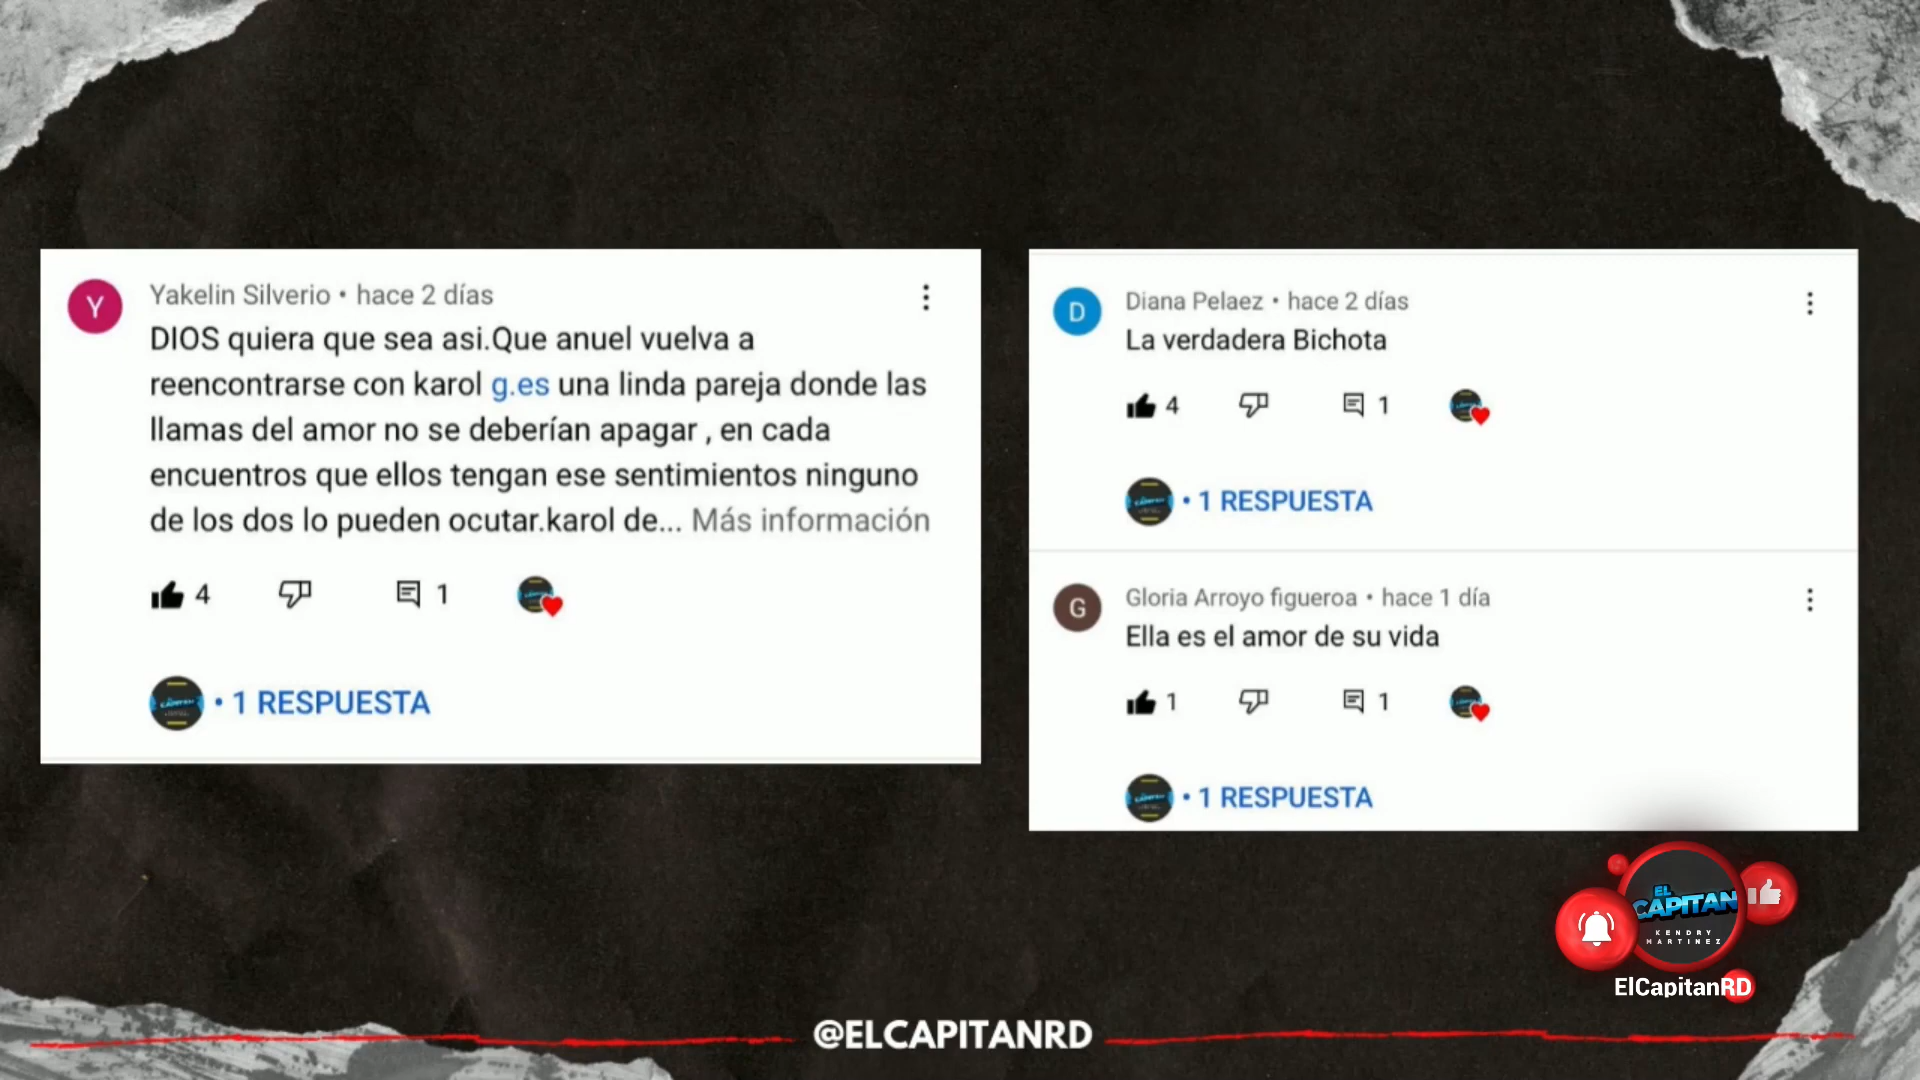 Y
Yakelin Silverio • hace 2 días
DIOS quiera que sea asi.Que anuel vuelva a
reencontrarse con karol g.es una linda pareja donde las
llamas del amor no se deberían apagar , en cada
encuentros que ellos tengan ese sentimientos ninguno
de los dos lo pueden ocutar.karol de... Más información
4
1
• 1 RESPUESTA
D
Diana Pelaez • hace 2 días
La verdadera Bichota
4
1
• 1 RESPUESTA
G
Gloria Arroyo figueroa • hace 1 día
Ella es el amor de su vida
1
1
• 1 RESPUESTA
EL
CAPITAN
KENDRY
MARTINEZ
ElCapitanRD
@ELCAPITANRD